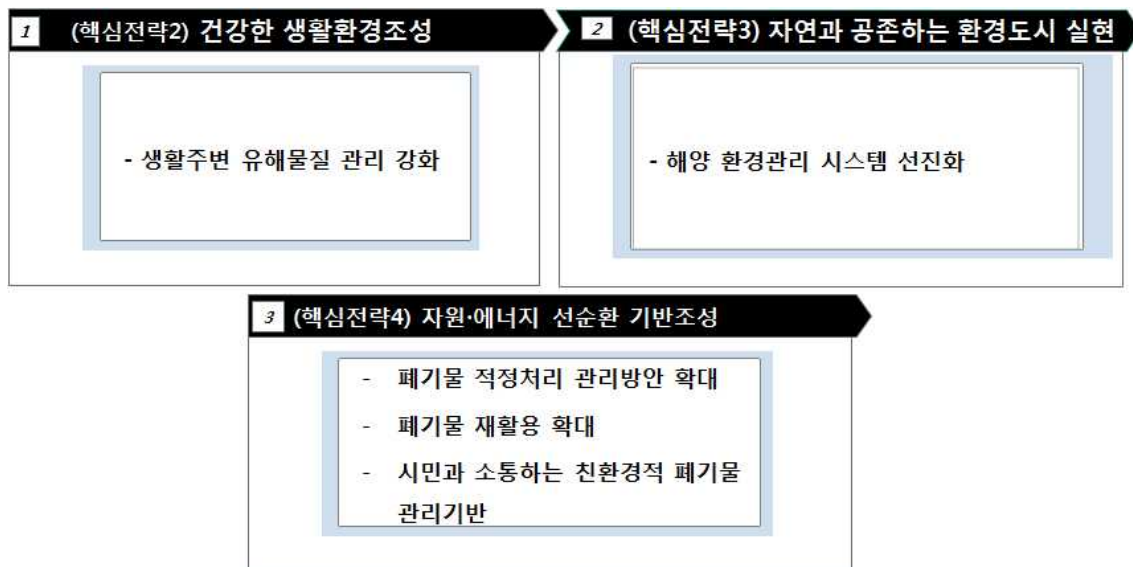 1 (핵심전략2) 건강한 생활환경조성
- 생활주변 유해물질 관리 강화
2 (핵심전략3) 자연과 공존하는 환경도시 실현
- 해양 환경관리 시스템 선진화
3 (핵심전략4) 자원·에너지 선순환 기반조성
- 폐기물 적정처리 관리방안 확대
- 폐기물 재활용 확대
- 시민과 소통하는 친환경적 폐기물
관리기반